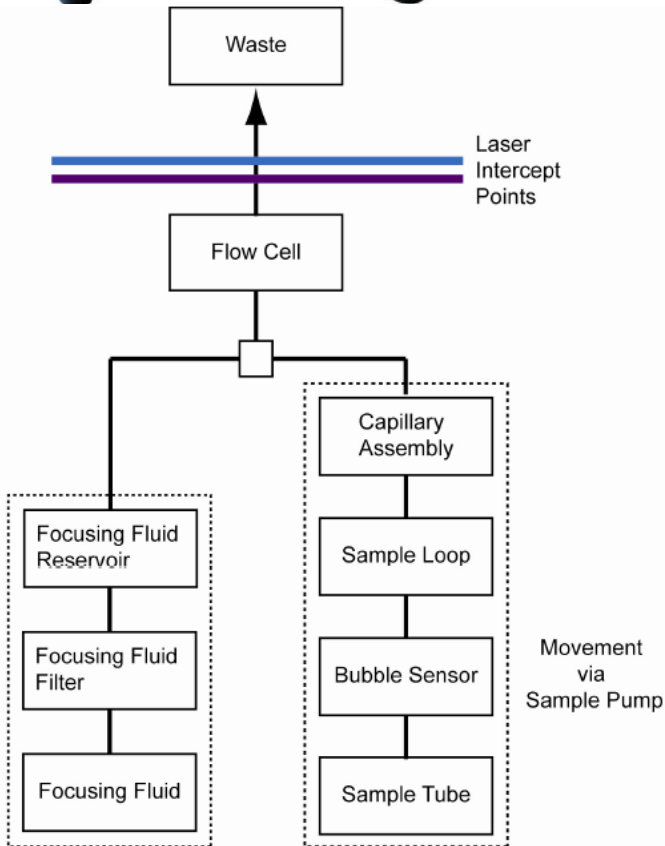 Waste
Laser
Intercept
Points
Flow Cell
Capillary
Assembly
Focusing Fluid
Reservoir
Sample Loop
Focusing Fluid
Filter
Bubble Sensor
Movement
via
Sample Pump
Focusing Fluid
Sample Tube